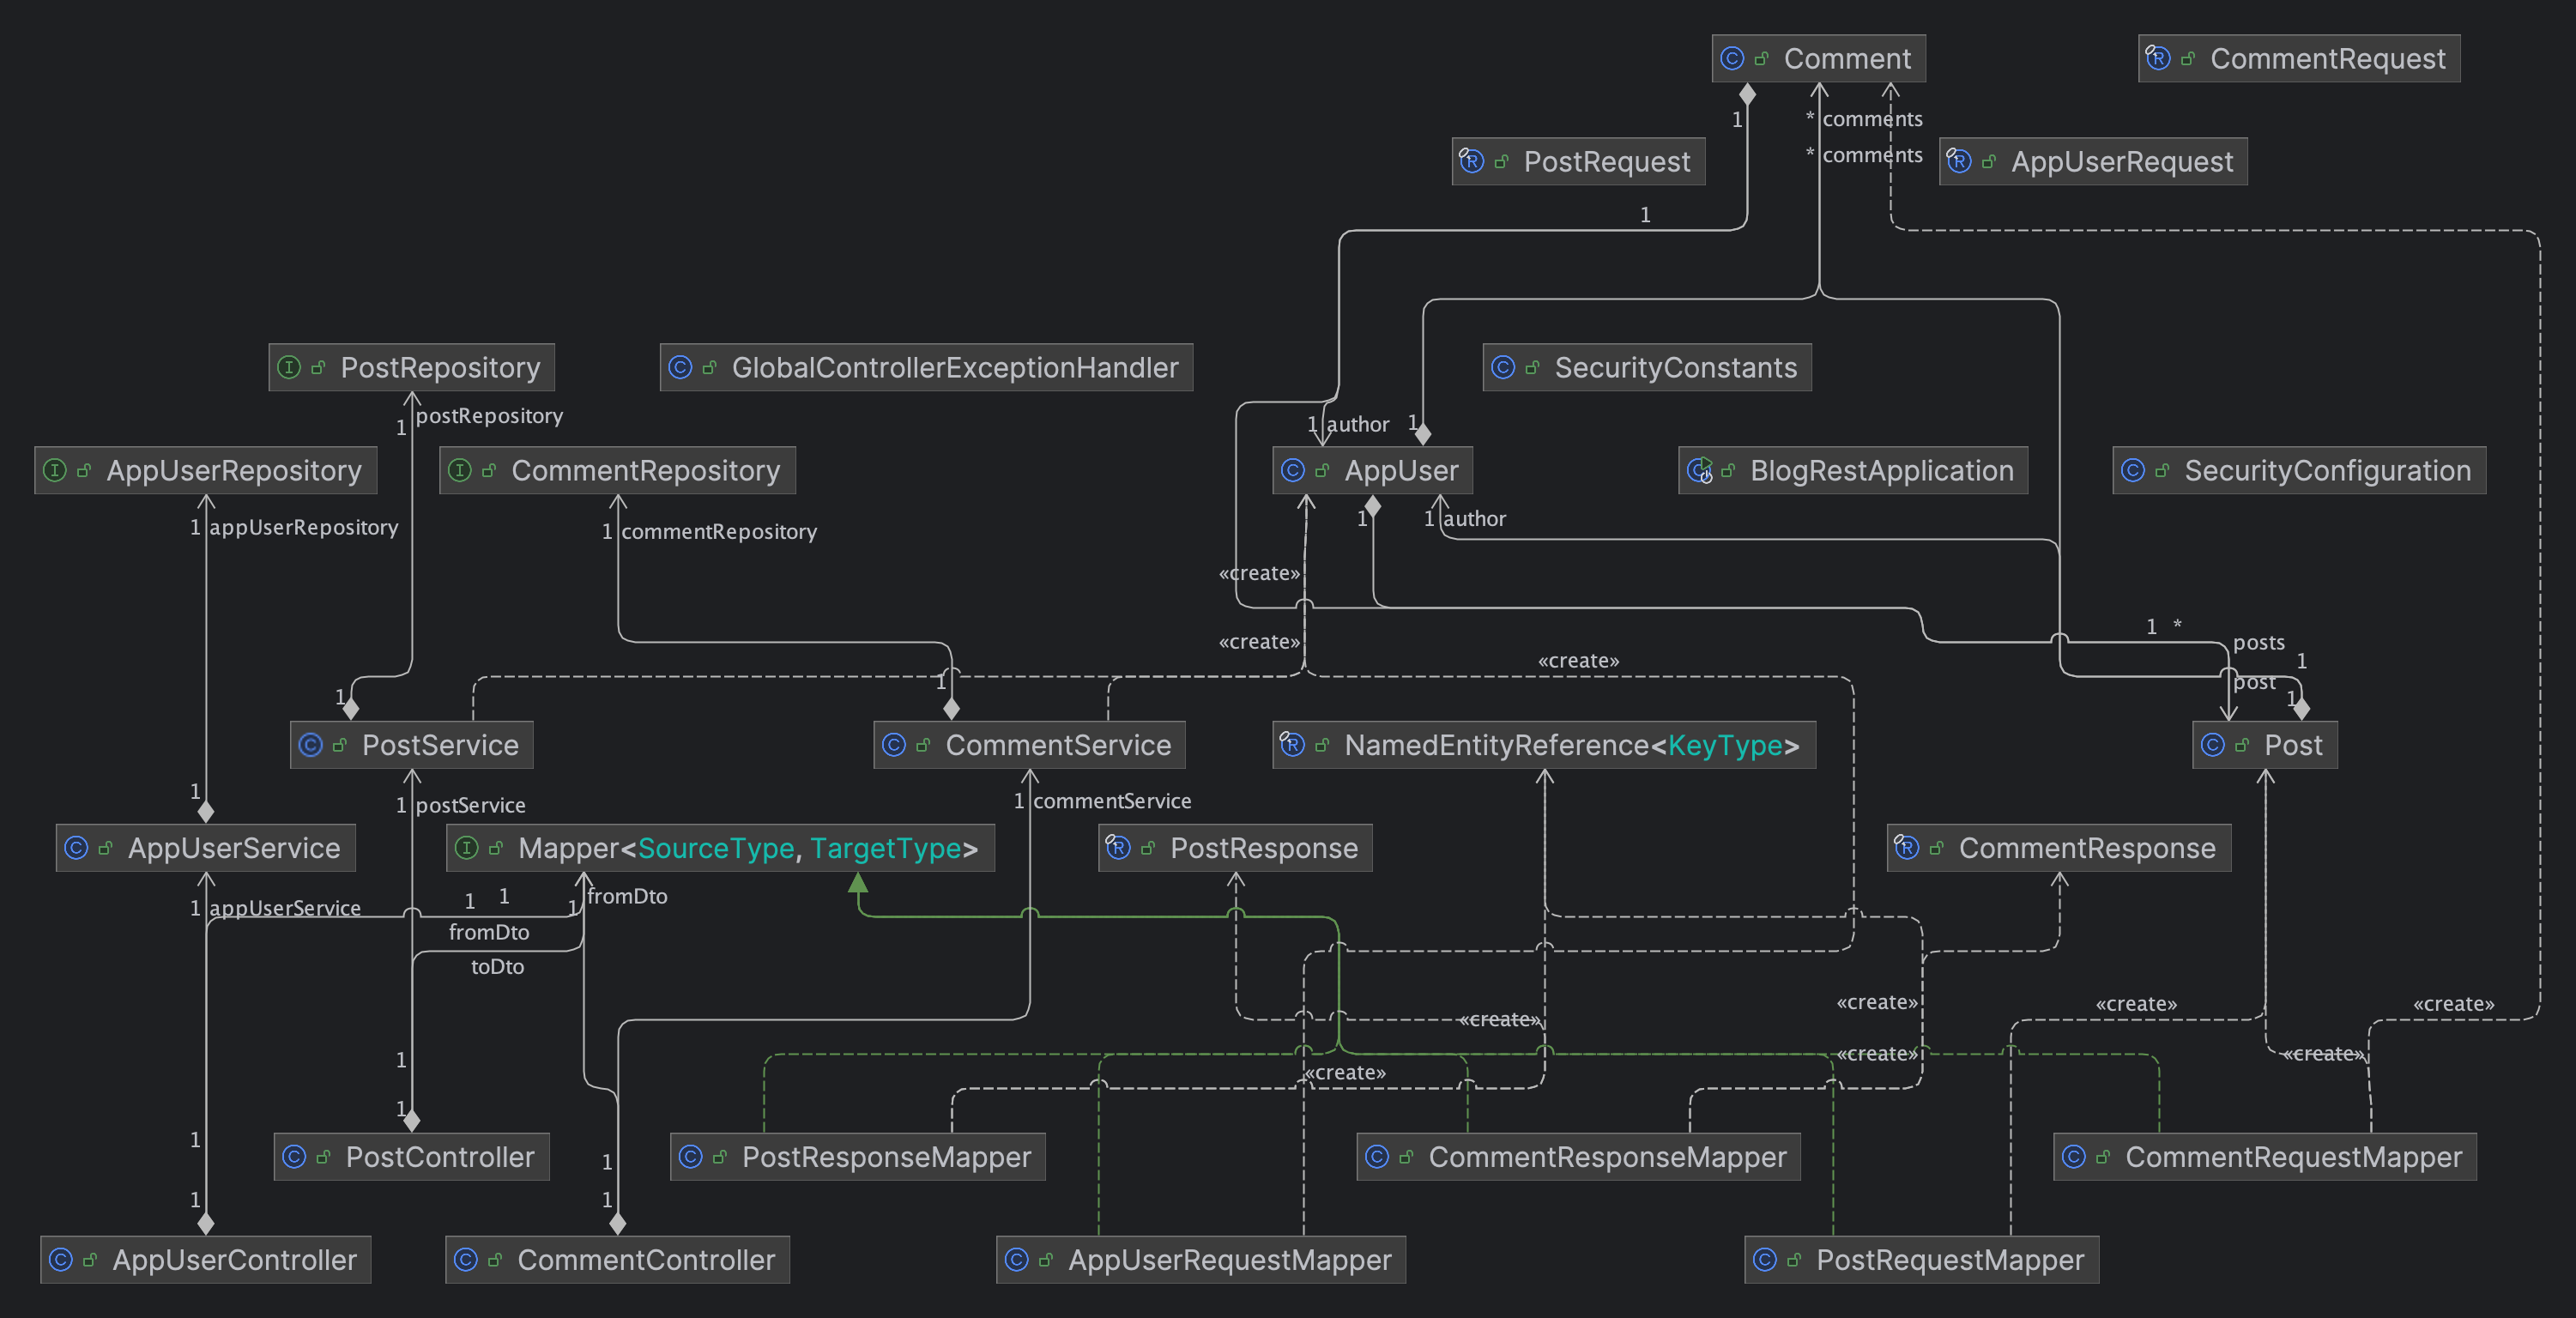 Comment
CommentRequest
1
* comments
* comments
PostRequest
AppUserRequest
1
PostRepository
GlobalControllerExceptionHandler
SecurityConstants
1 postRepository
1 author
1
AppUserRepository
CommentRepository
AppUser
BlogRestApplication
SecurityConfiguration
1 appUserRepository
1 commentRepository
1
1 author
«create»
«create»
«create»
1 *
posts
1
post
1
1
1
PostService
CommentService
NamedEntityReference<KeyType>
Post
1
1 postService
1 commentService
AppUserService
Mapper<SourceType, TargetType>
PostResponse
CommentResponse
1 appUserService
1
1
1
fromDto
fromDto
toDto
«create»
«create»
«create»
«create»
1
«create»
«create»
«create»
1
1
PostController
PostResponseMapper
CommentResponseMapper
CommentRequestMapper
1
1
1
AppUserController
CommentController
AppUserRequestMapper
PostRequestMapper